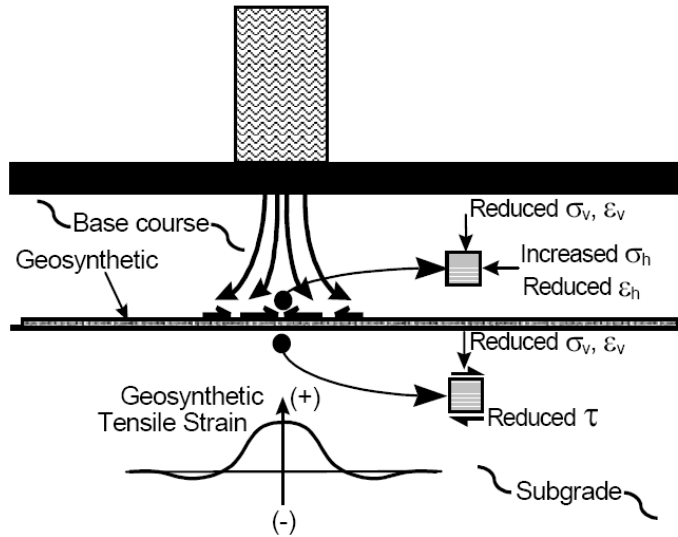 Base course
Geosynthetic
Reduced σv, εv
Increased σh
Reduced εh
Reduced σv, εv
Reduced τ
Geosynthetic
Tensile Strain
(+)
(-)
Subgrade